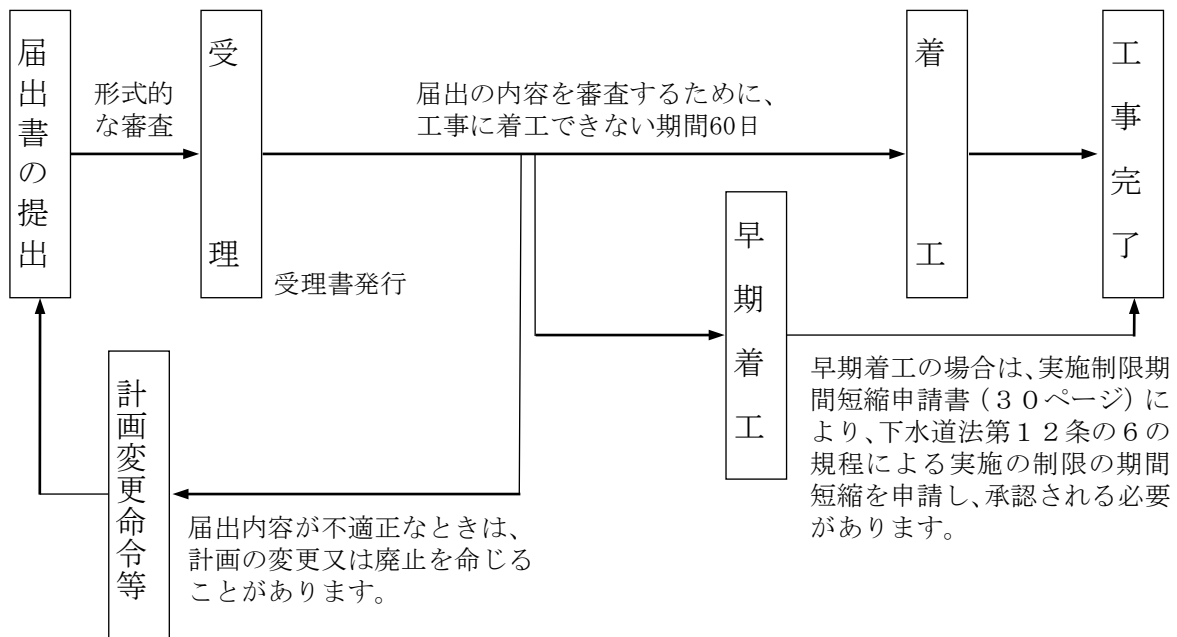 届出書の提出
形式的
な審査
受理
受理書発行
届出の内容を審査するために、
工事に着工できない期間60日
着工
工事完了
早期着工
早期着工の場合は、実施制限期
間短縮申請書（３０ページ）に
より、下水道法第１２条の６の
規程による実施の制限の期間
短縮を申請し、承認される必要
があります。
計画変更命令等
届出内容が不適正なときは、
計画の変更又は廃止を命じる
ことがあります。